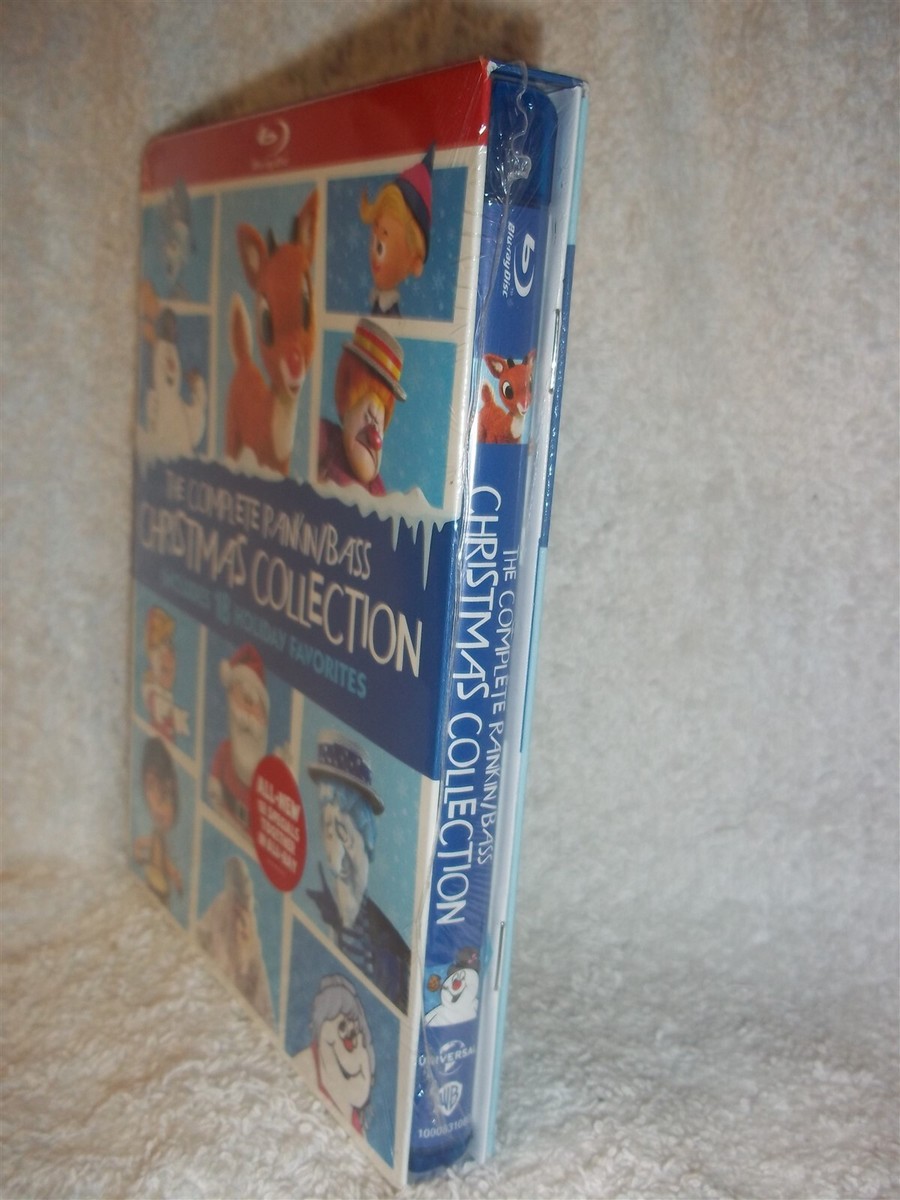 THE COMPLETE RANKIN/BASS
CHRISTMAS COLLECTION
18 HOLIDAY FAVORITES
ALL-NEW
Blu-ray Disc
THE COMPLETE RANKIN/BASS
CHRISTMAS COLLECTION
UNIVERSAL
WB